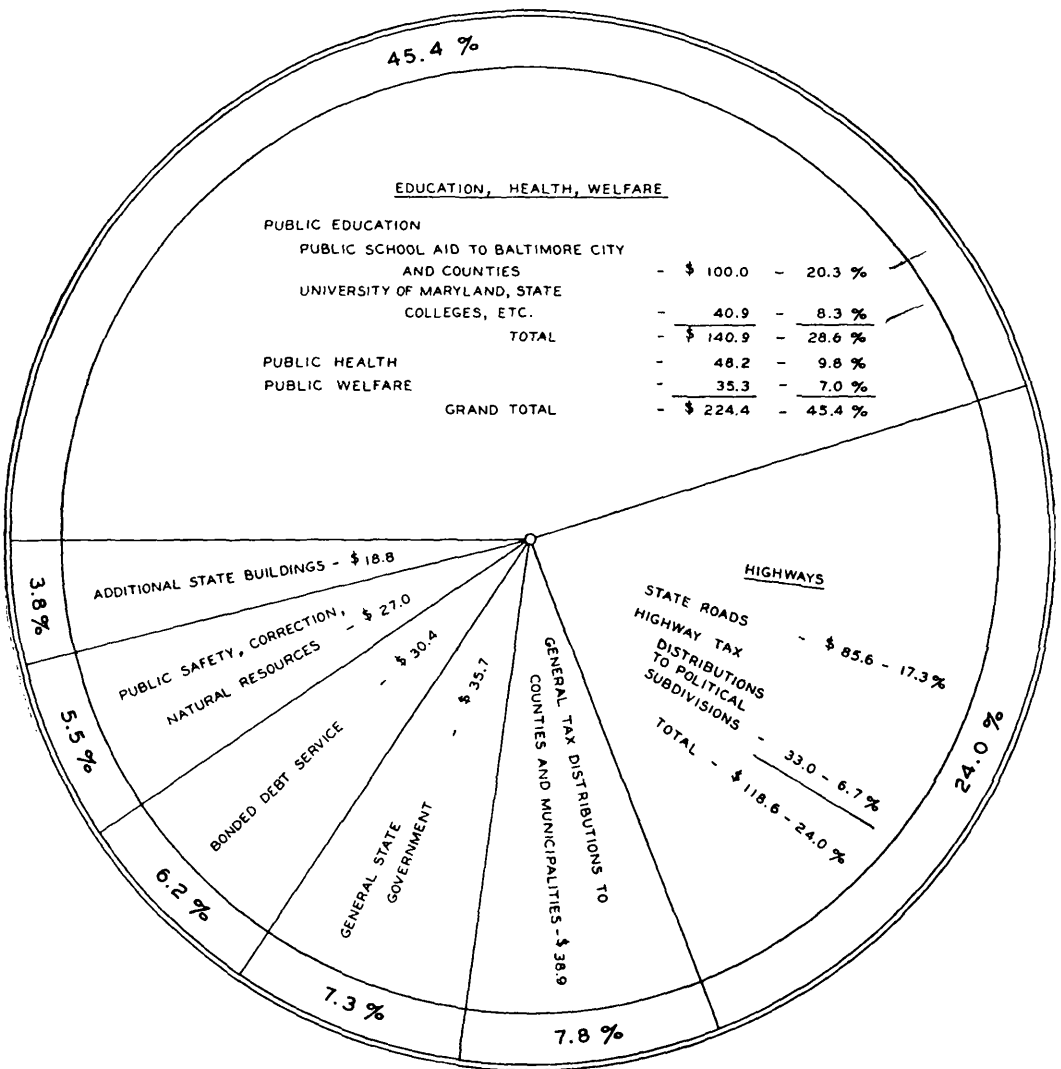 45.4 %
EDUCATION, HEALTH, WELFARE
PUBLIC EDUCATION
PUBLIC SCHOOL AID TO BALTIMORE CITY
AND COUNTIES - $ 100.0 - 20.3 %
UNIVERSITY OF MARYLAND, STATE
COLLEGES, ETC. - 40.9 - 8.3 %
TOTAL - $ 140.9 - 28.6 %
PUBLIC HEALTH - 48.2 - 9.8 %
PUBLIC WELFARE - 35.3 - 7.0 %
GRAND TOTAL - $ 224.4 - 45.4 %
HIGHWAYS
STATE ROADS - $ 85.6 - 17.3 %
HIGHWAY TAX
DISTRIBUTIONS
TO POLITICAL
SUBDIVISIONS - 33.0 - 6.7 %
TOTAL - $ 118.6 - 24.0 %
24.0 %
GENERAL TAX DISTRIBUTIONS TO
COUNTIES AND MUNICIPALITIES - $ 38.9
7.8 %
GENERAL STATE
GOVERNMENT - $ 35.7
7.3 %
BONDED DEBT SERVICE - $ 30.4
6.2 %
PUBLIC SAFETY, CORRECTION,
NATURAL RESOURCES - $ 27.0
5.5 %
ADDITIONAL STATE BUILDINGS - $ 18.8
3.8 %